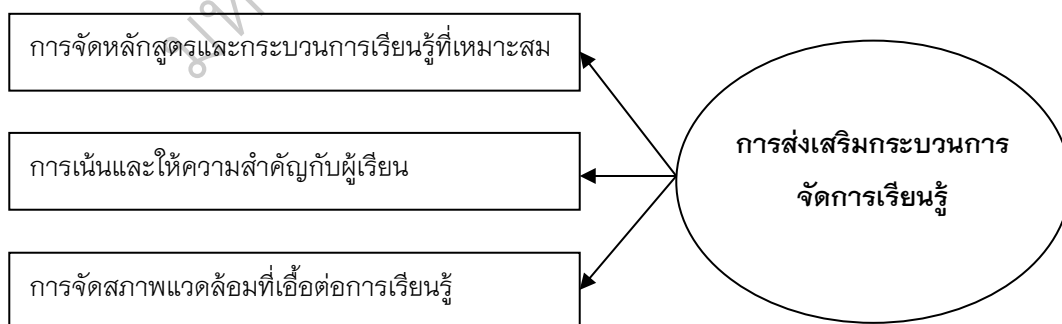 การจัดหลักสูตรและกระบวนการเรียนรู้ที่เหมาะสม
การเน้นและให้ความสำคัญกับผู้เรียน
การจัดสภาพแวดล้อมที่เอื้อต่อการเรียนรู้
การส่งเสริมกระบวนการ
จัดการเรียนรู้